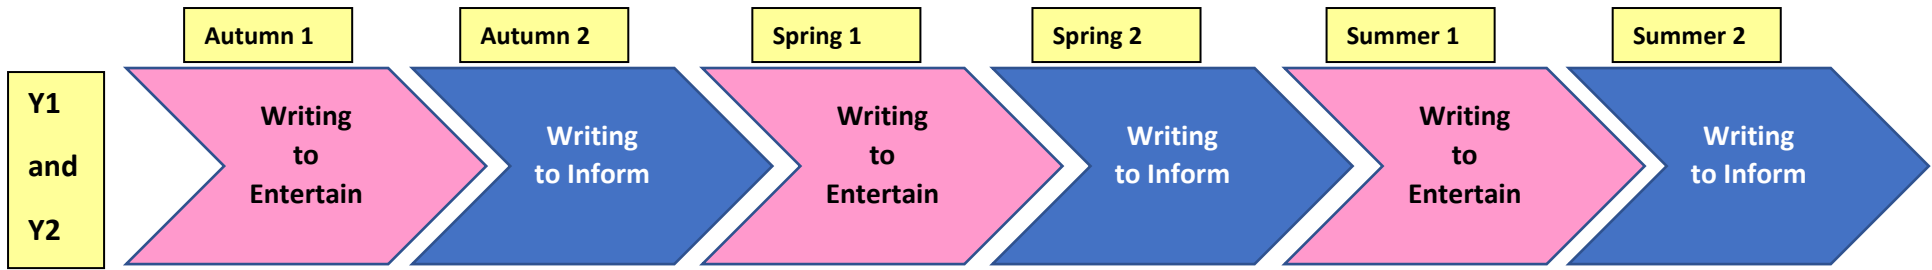 Autumn 1
Autumn 2
Spring 1
Spring 2
Summer 1
Summer 2
Y1
and
Y2
Writing
to
Entertain
Writing
to Inform
Writing
to
Entertain
Writing
to Inform
Writing
to
Entertain
Writing
to Inform